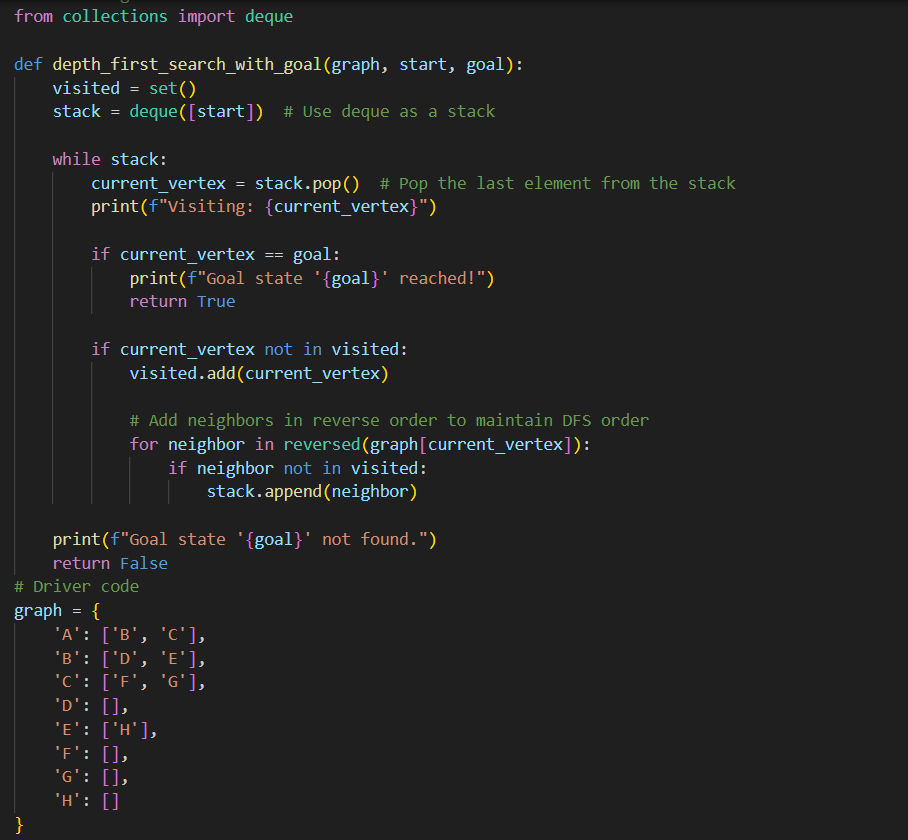 from collections import deque

def depth_first_search_with_goal(graph, start, goal):
    visited = set()
    stack = deque([start])  # Use deque as a stack

    while stack:
        current_vertex = stack.pop()  # Pop the last element from the stack
        print(f"Visiting: {current_vertex}")

        if current_vertex == goal:
            print(f"Goal state '{goal}' reached!")
            return True

        if current_vertex not in visited:
            visited.add(current_vertex)

            # Add neighbors in reverse order to maintain DFS order
            for neighbor in reversed(graph[current_vertex]):
                if neighbor not in visited:
                    stack.append(neighbor)

    print(f"Goal state '{goal}' not found.")
    return False
# Driver code
graph = {
    'A': ['B', 'C'],
    'B': ['D', 'E'],
    'C': ['F', 'G'],
    'D': [],
    'E': ['H'],
    'F': [],
    'G': [],
    'H': []
}